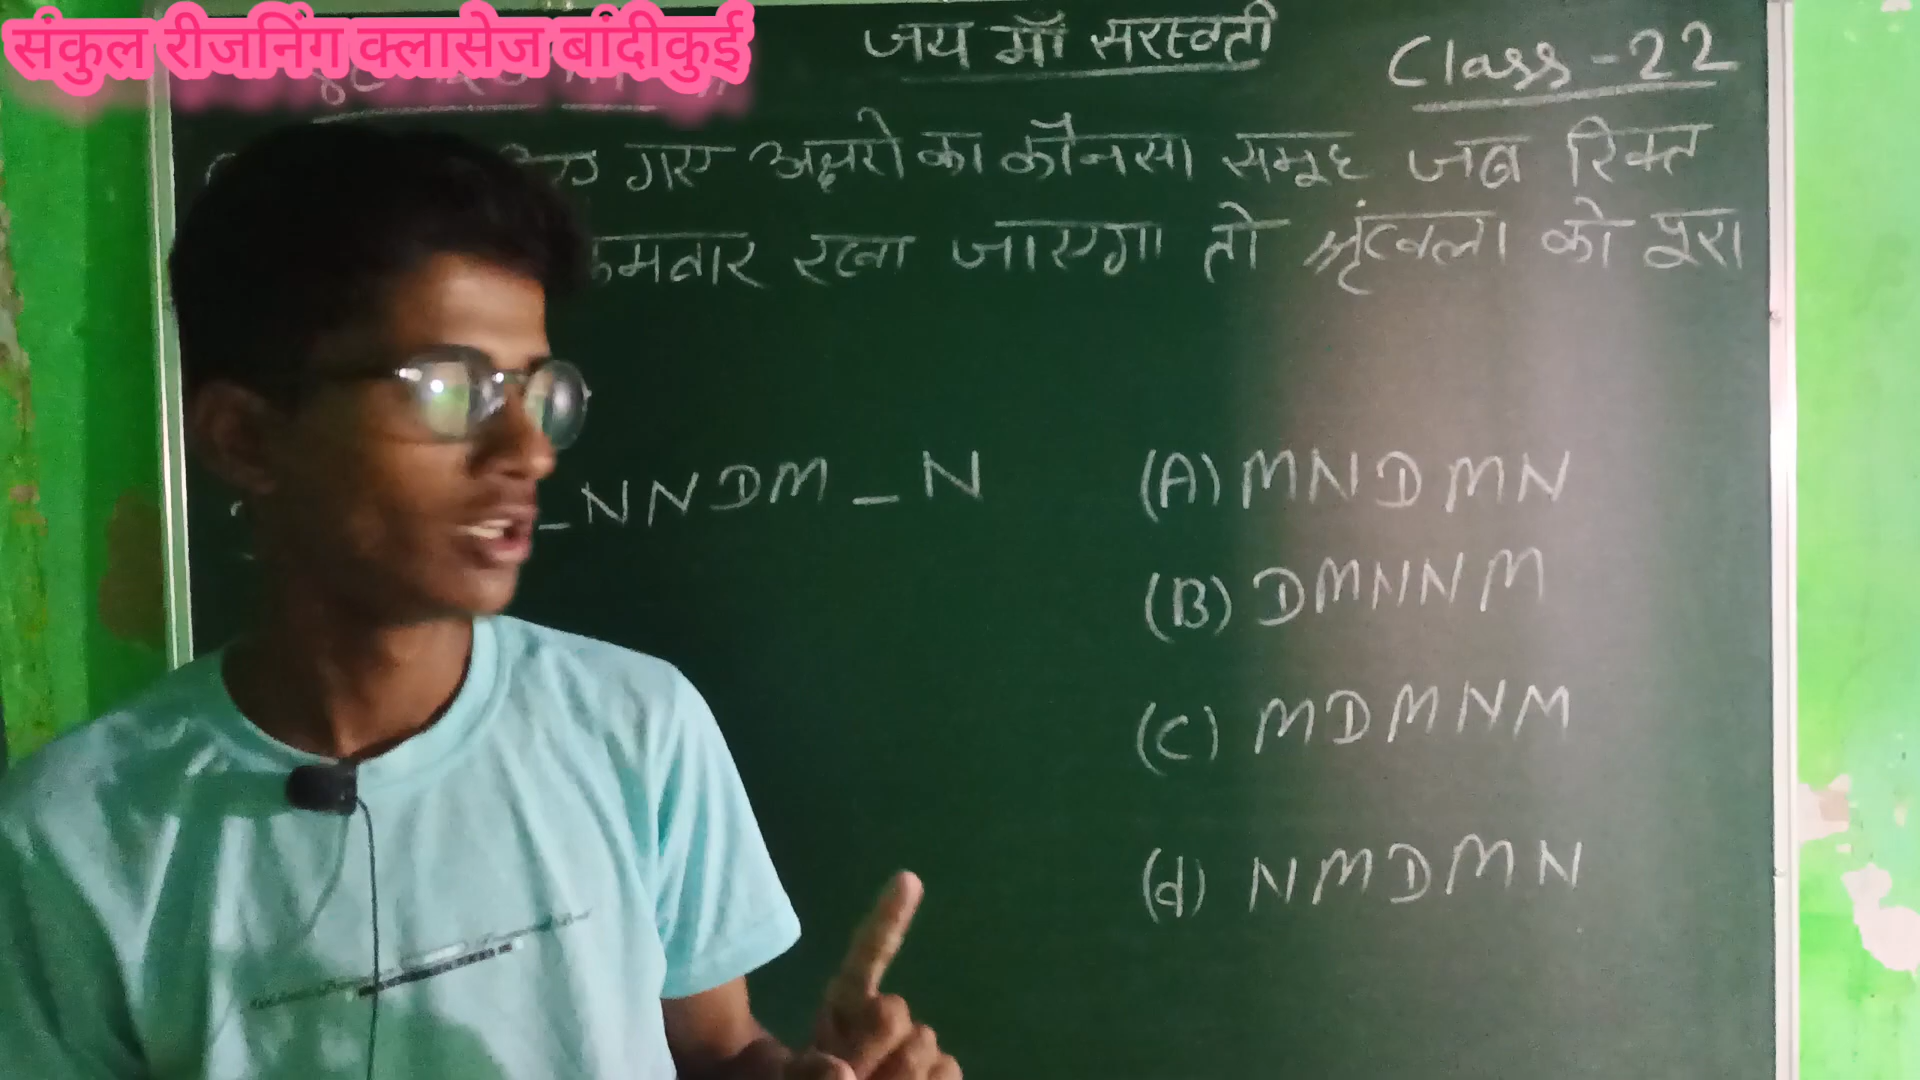 संकुल रीजनिंग क्लासेज बांदीकुई
जय माँ सरस्वती
Class-22
गए अक्षरो का कौनसा समूह जब रिक्त
क्रमवार रखा जाएगा तो श्रृंखला को पूरा
_NNDM_N
(A) MNDMN
(B) DMNNM
(C) MDMNM
(d) NMDMN